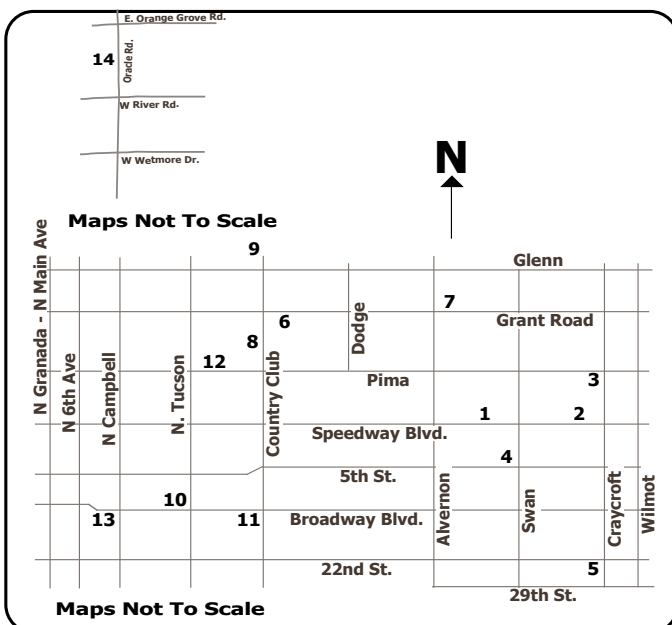 E. Orange Grove Rd.
14
Oracle Rd.
W River Rd.
W Wetmore Dr.
N
Maps Not To Scale
9
Glenn
N Granada - N Main Ave
7
6
Grant Road
Dodge
8
12
Pima
3
N 6th Ave
N Campbell
N. Tucson
Country Club
1
2
Speedway Blvd.
4
5th St.
10
13
11
Broadway Blvd.
Alvernon
Swan
Craycroft
Wilmot
22nd St.
5
29th St.
Maps Not To Scale